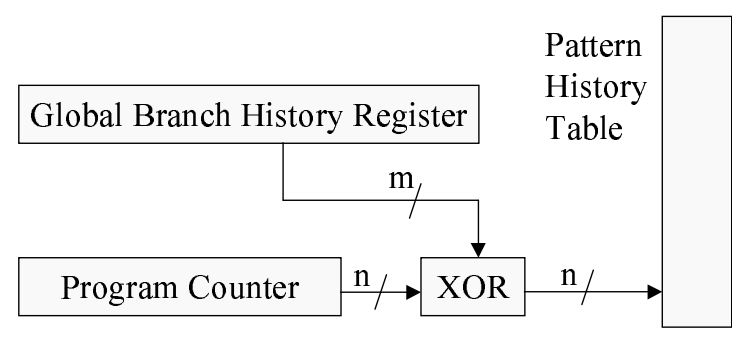 Pattern
History
Table
Global Branch History Register
m
Program Counter
n
XOR
n